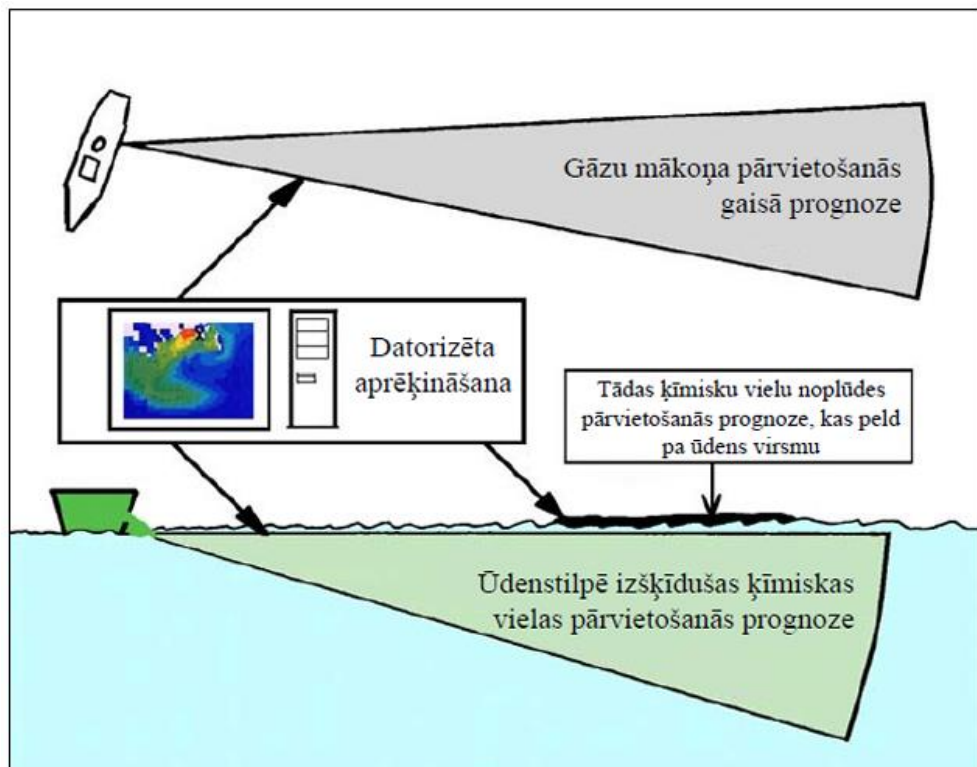 Gāzu mākoņa pārvietošanās
gaisā prognoze
Datorizēta
aprēķināšana
Tādas ķīmisku vielu noplūdes
pārvietošanās prognoze, kas peld
pa ūdens virsmu
Ūdenstilpē izšķīdušas ķīmiskas
vielas pārvietošanās prognoze